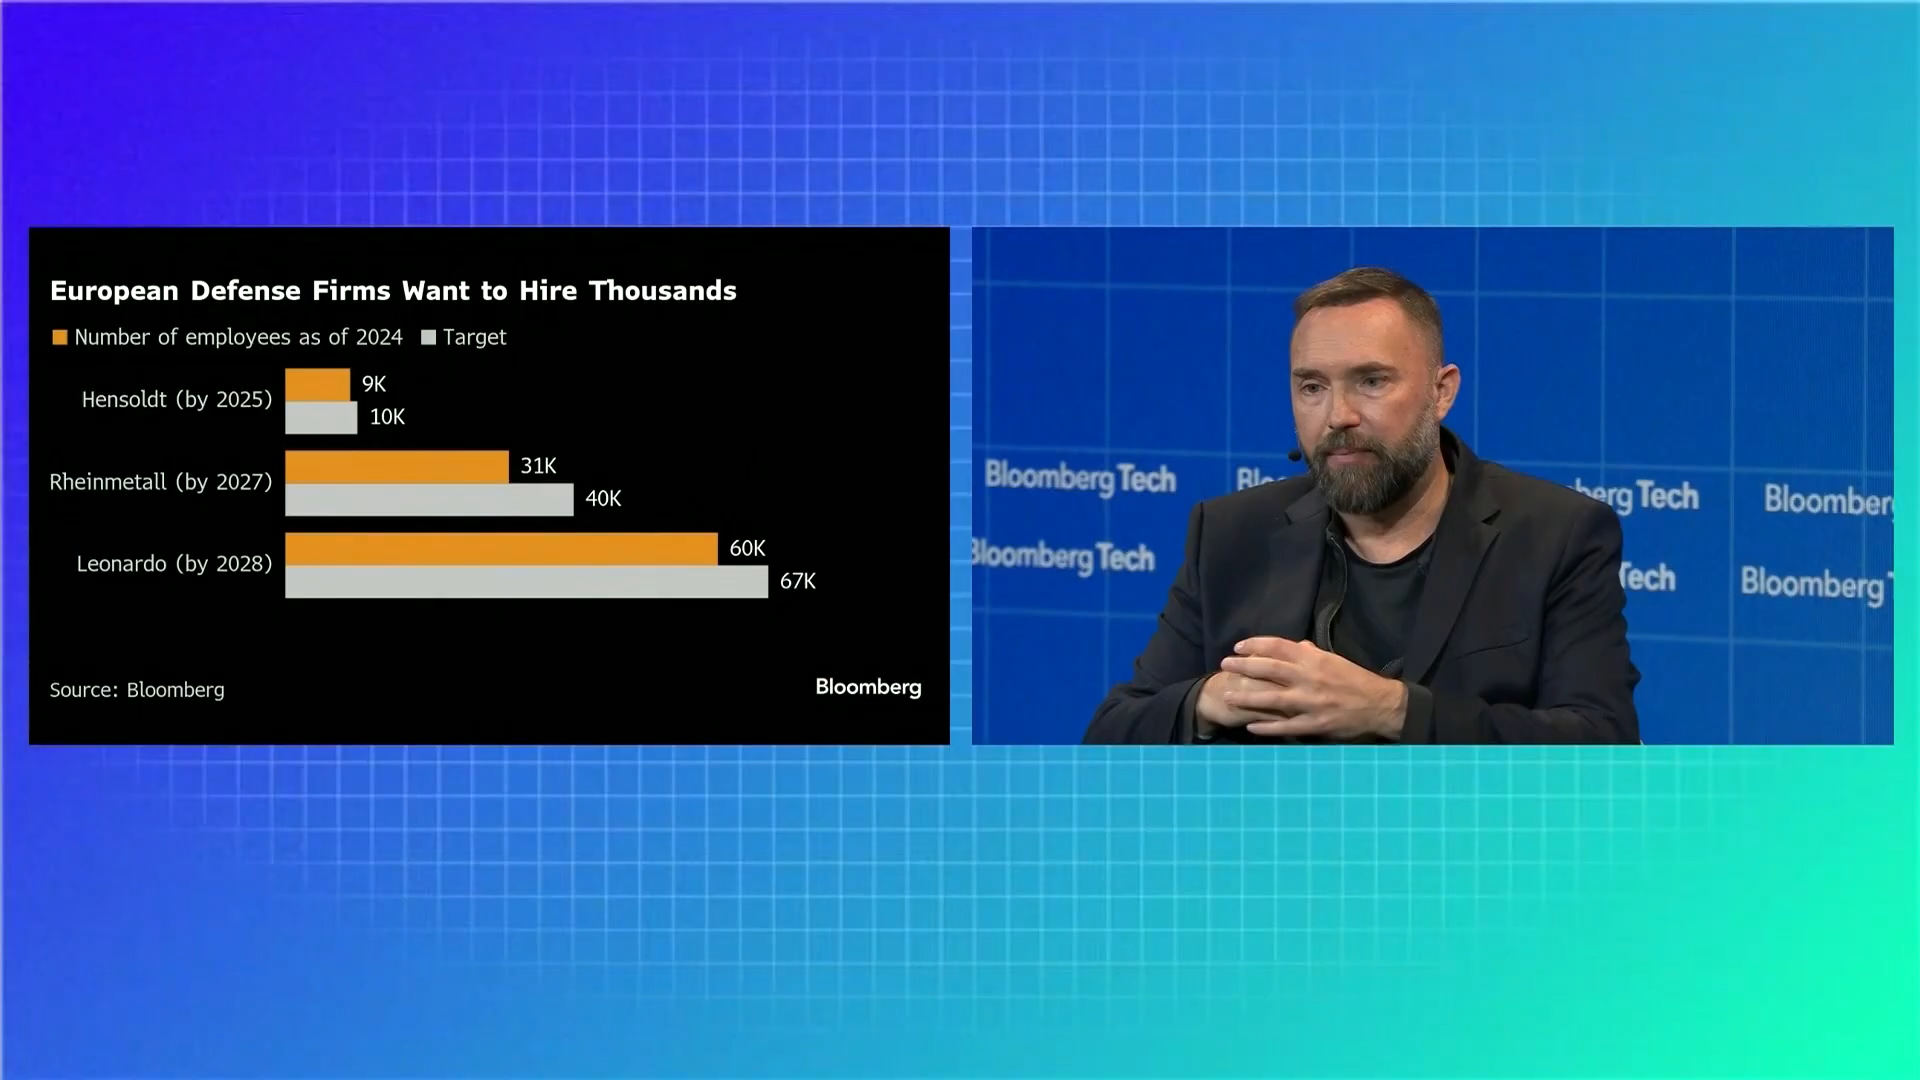 European Defense Firms Want to Hire Thousands
Number of employees as of 2024 Target
Hensoldt (by 2025)
9K
10K
Rheinmetall (by 2027)
31K
40K
Leonardo (by 2028)
60K
67K
Source: Bloomberg
Bloomberg
Bloomberg Tech
Bloomberg Tech
Tech
Bloomberg